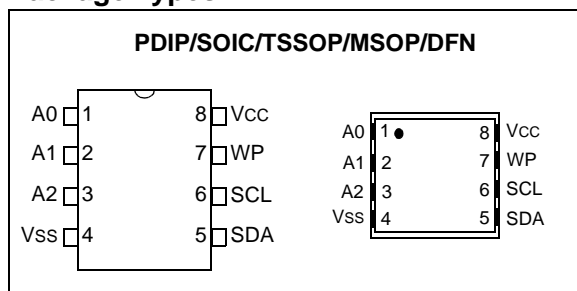 Package Types
PDIP/SOIC/TSSOP/MSOP/DFN
A0 1 8 VCC
A1 2 7 WP
A2 3 6 SCL
VSS 4 5 SDA
A0 1 8 VCC
A1 2 7 WP
A2 3 6 SCL
VSS 4 5 SDA